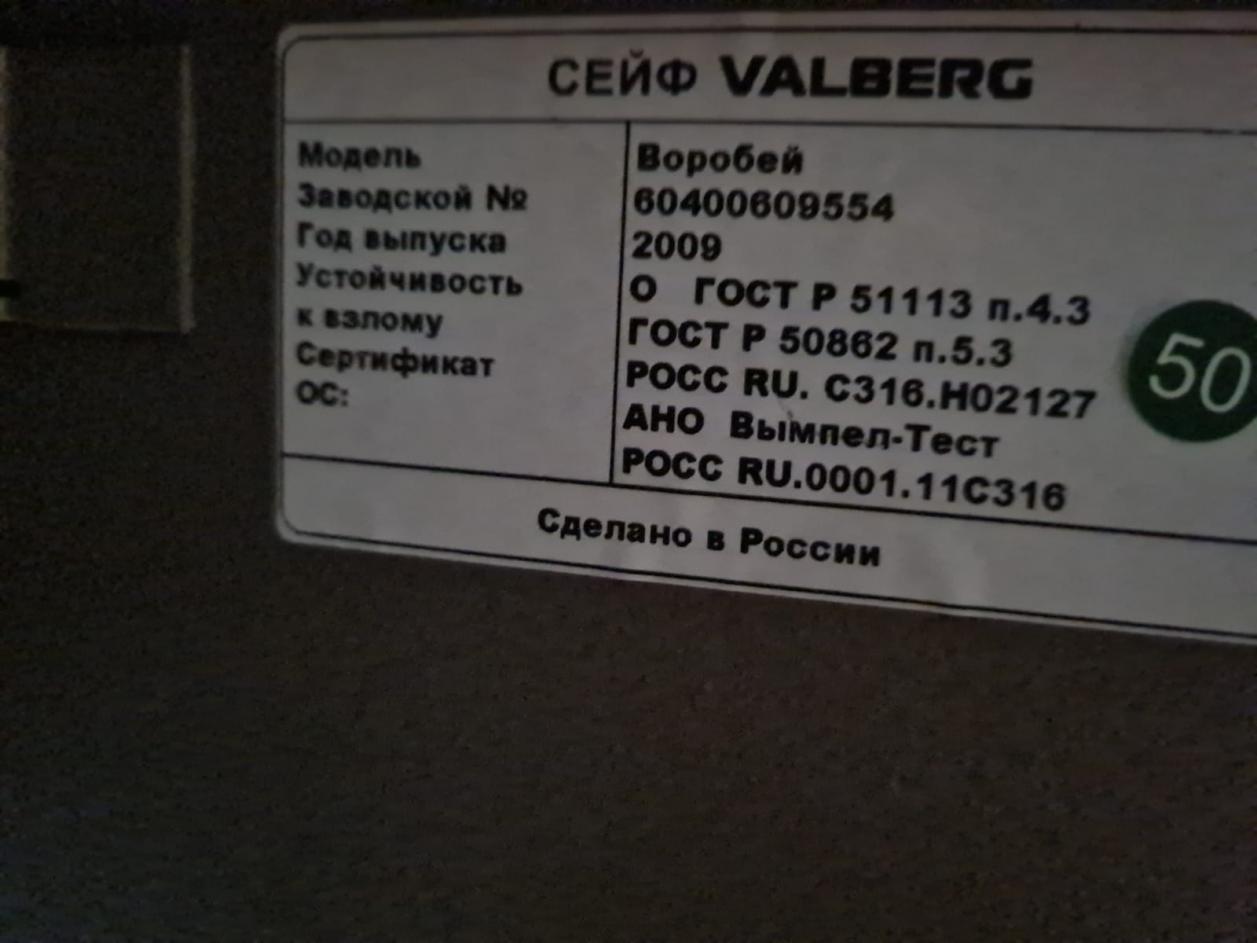 СЕЙФ VALBERG
Модель Воробей
Заводской № 60400609554
Год выпуска 2009
Устойчивость О ГОСТ Р 51113 п.4.3
к взлому ГОСТ Р 50862 п.5.3
Сертификат РОСС RU. С316.Н02127
ОС: АНО Вымпел-Тест
РОСС RU.0001.11С316
50
Сделано в России